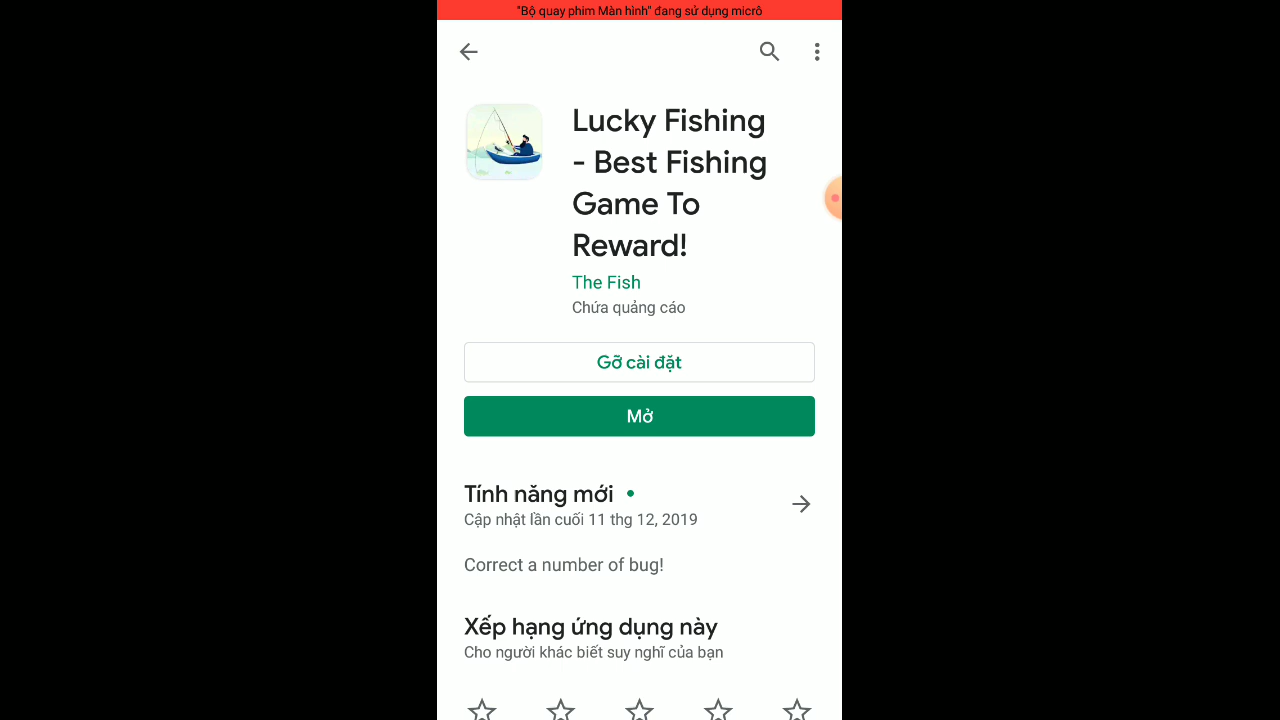 "Bộ quay phim Màn hình" đang sử dụng micrô
Lucky Fishing
- Best Fishing
Game To
Reward!
The Fish
Chứa quảng cáo
Gỡ cài đặt
Mở
Tính năng mới
Cập nhật lần cuối 11 thg 12, 2019
Correct a number of bug!
Xếp hạng ứng dụng này
Cho người khác biết suy nghĩ của bạn